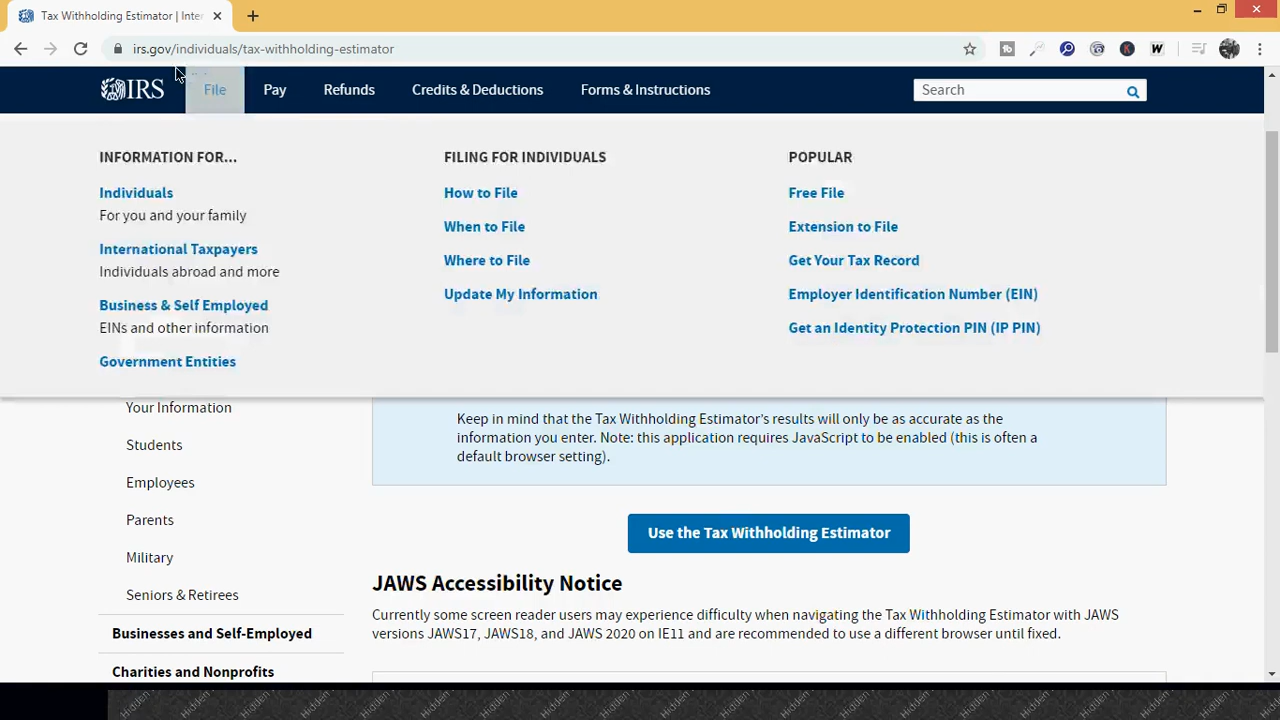 Tax Withholding Estimator | Inter
irs.gov/individuals/tax-withholding-estimator
IRS
File
Pay
Refunds
Credits & Deductions
Forms & Instructions
Search
INFORMATION FOR...
Individuals
For you and your family
International Taxpayers
Individuals abroad and more
Business & Self Employed
EINs and other information
Government Entities
FILING FOR INDIVIDUALS
How to File
When to File
Where to File
Update My Information
POPULAR
Free File
Extension to File
Get Your Tax Record
Employer Identification Number (EIN)
Get an Identity Protection PIN (IP PIN)
Your Information
Students
Employees
Parents
Military
Seniors & Retirees
Businesses and Self-Employed
Charities and Nonprofits
Keep in mind that the Tax Withholding Estimator's results will only be as accurate as the
information you enter. Note: this application requires JavaScript to be enabled (this is often a
default browser setting).
Use the Tax Withholding Estimator
JAWS Accessibility Notice
Currently some screen reader users may experience difficulty when navigating the Tax Withholding Estimator with JAWS
versions JAWS17, JAWS18, and JAWS 2020 on IE11 and are recommended to use a different browser until fixed.